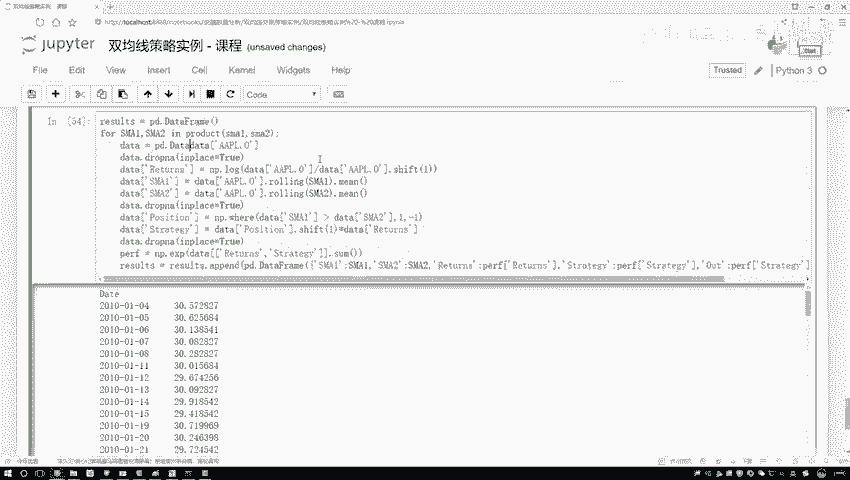 双均线策略实例 - 课程
http://localhost:8888/notebooks/
jupyter 双均线策略实例 - 课程 (unsaved changes)
File Edit View Insert Cell Kernel Widgets Help
Trusted Python 3
Code
In [54]:
results = pd.DataFrame()
for SMA1,SMA2 in product(sma1,sma2):
data = pd.Datadata['AAPL.O']
data.dropna(inplace=True)
data['Returns'] = np.log(data['AAPL.O']/data['AAPL.O'].shift(1))
data['SMA1'] = data['AAPL.O'].rolling(SMA1).mean()
data['SMA2'] = data['AAPL.O'].rolling(SMA2).mean()
data.dropna(inplace=True)
data['Position'] = np.where(data['SMA1'] > data['SMA2'],1,-1)
data['Strategy'] = data['Position'].shift(1)*data['Returns']
data.dropna(inplace=True)
perf = np.exp(data[['Returns','Strategy']].sum())
results = results.append(pd.DataFrame({'SMA1':SMA1,'SMA2':SMA2,'Returns':perf['Returns'],'Strategy':perf['Strategy'],'Out':perf['Strategy']
Date
2010-01-04 30.572827
2010-01-05 30.625684
2010-01-06 30.138541
2010-01-07 30.082827
2010-01-08 30.282827
2010-01-11 30.015684
2010-01-12 29.674256
2010-01-13 30.092827
2010-01-14 29.918542
2010-01-15 29.418542
2010-01-19 30.719969
2010-01-20 30.246398
2010-01-21 29.724542